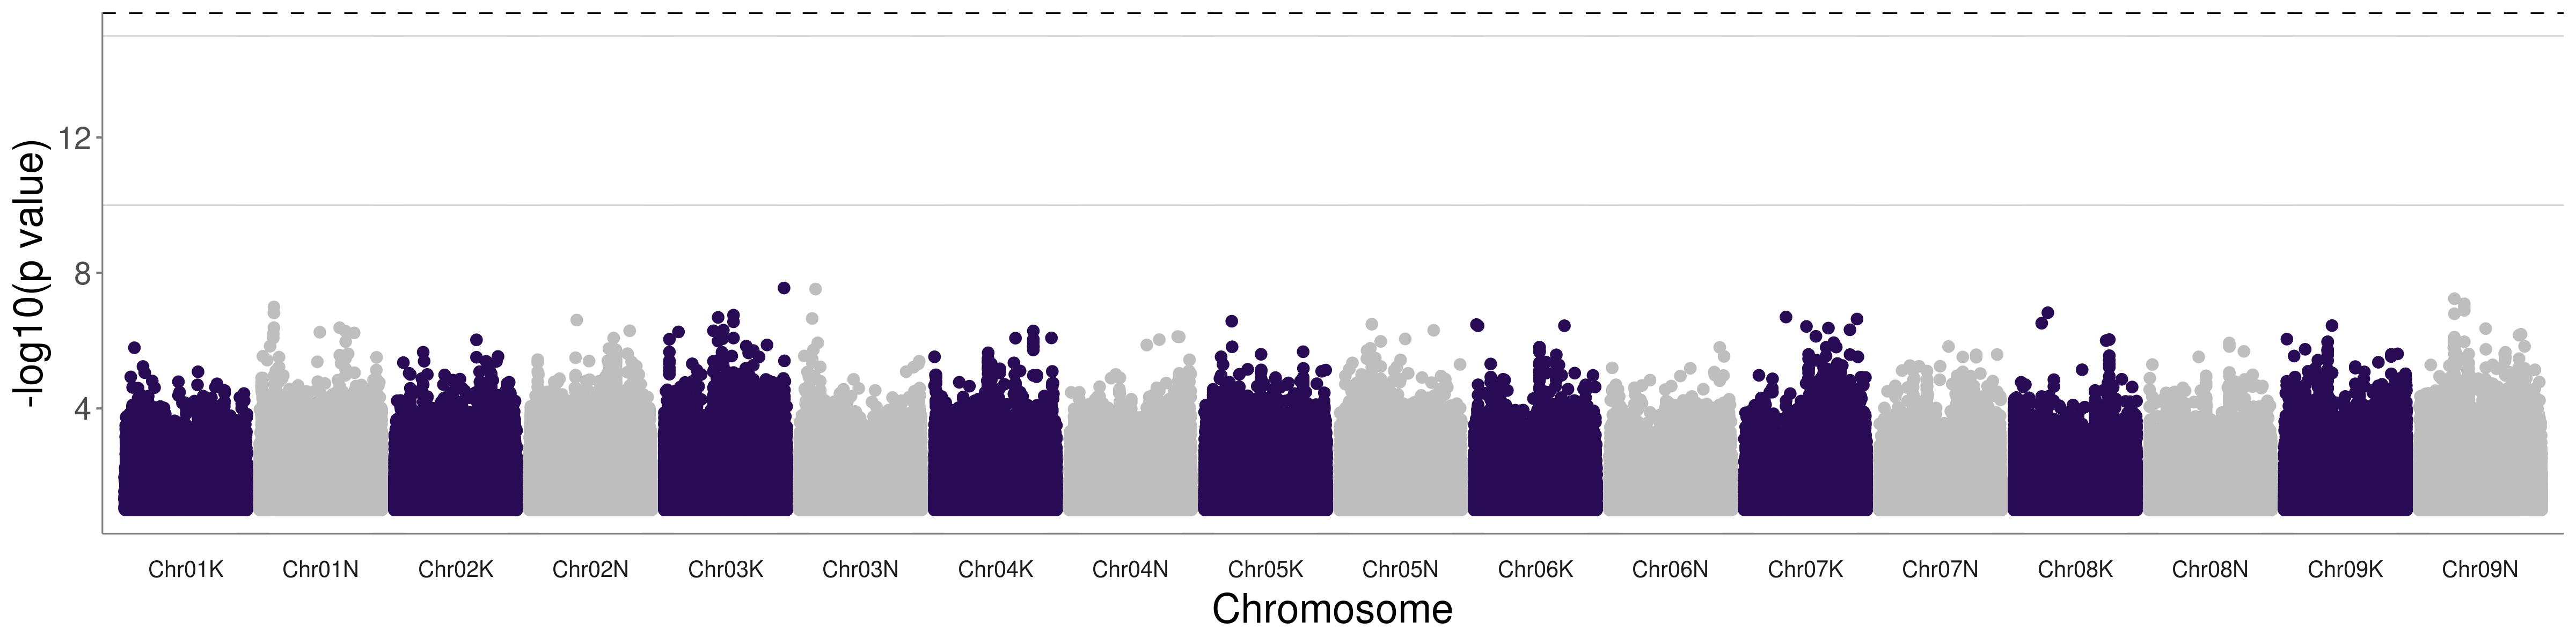 -log10(p value)
12
8
4
Chr01K Chr01N Chr02K Chr02N Chr03K Chr03N Chr04K Chr04N Chr05K Chr05N Chr06K Chr06N Chr07K Chr07N Chr08K Chr08N Chr09K Chr09N
Chromosome